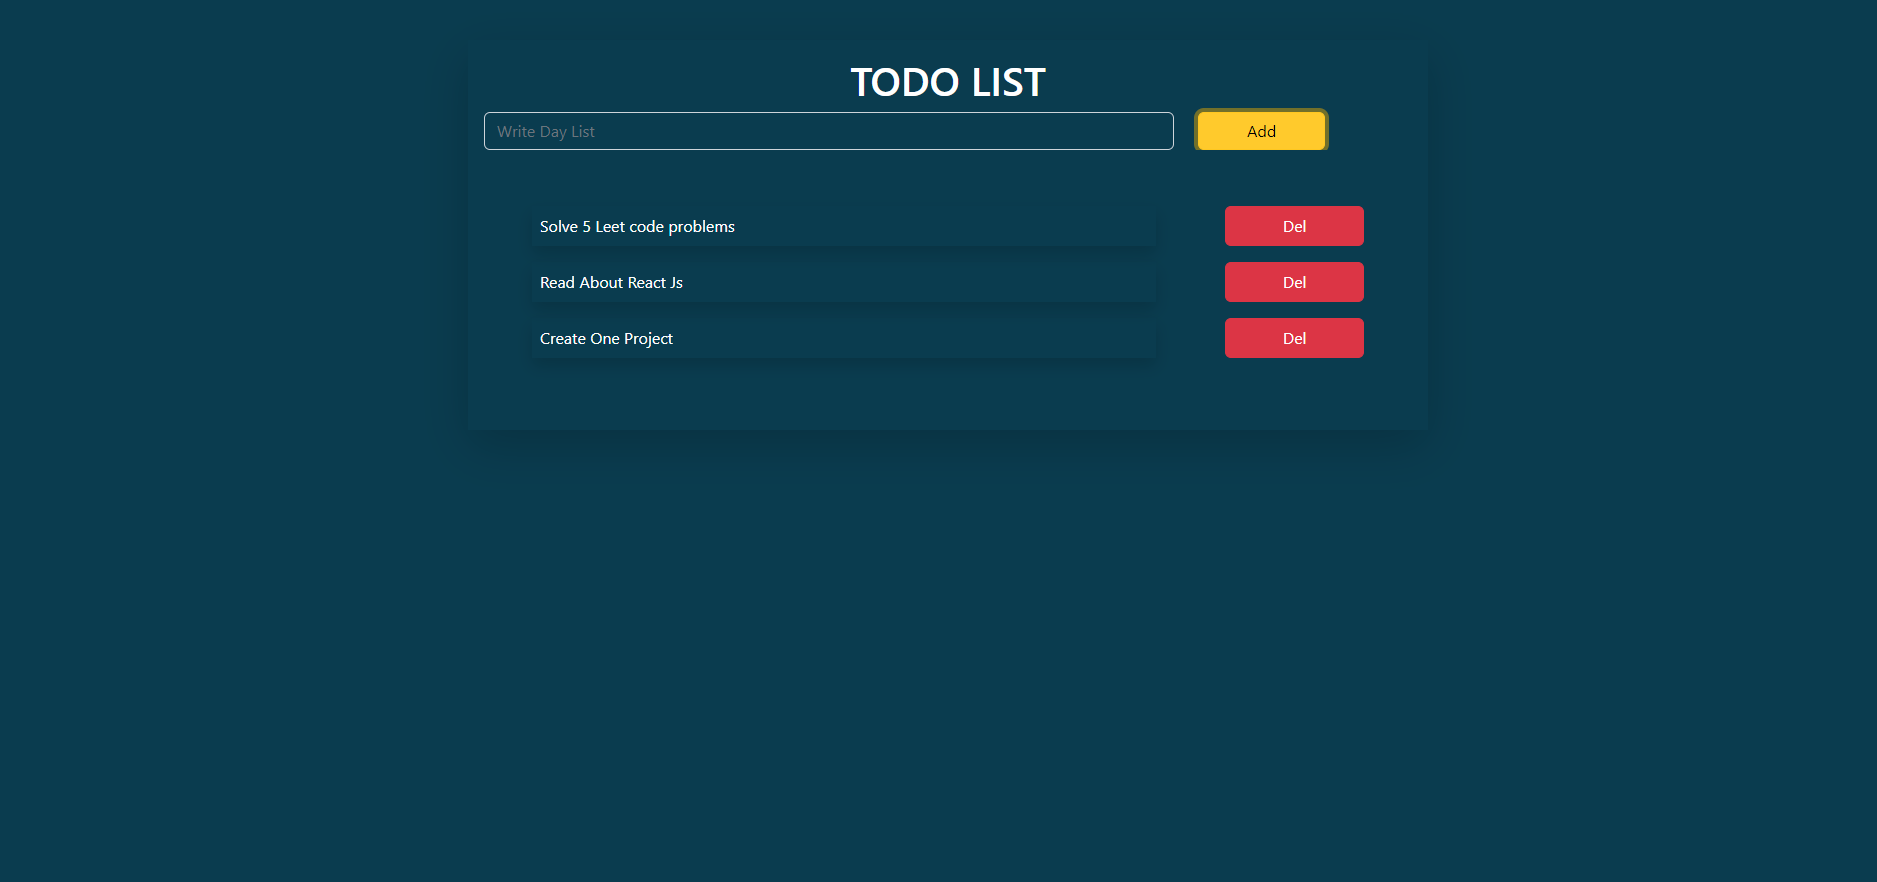 TODO LIST
Write Day List
Add
Solve 5 Leet code problems
Del
Read About React Js
Del
Create One Project
Del